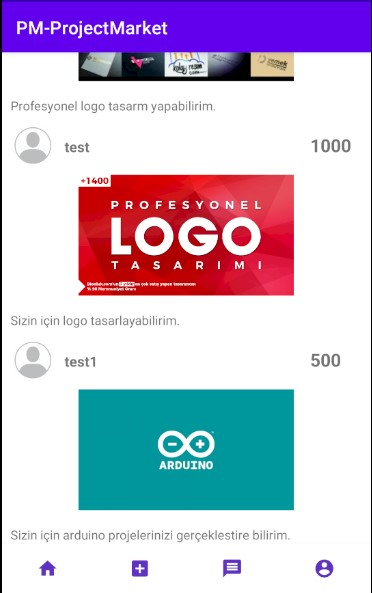 PM-ProjectMarket
Profesyonel logo tasarm yapabilirim.
test
1000
+1400
PROFESYONEL
LOGO
TASARIMI
Sizin için logo tasarlayabilirim.
test1
500
ARDUINO
Sizin için arduino projelerinizi gerçeklestire bilirim.